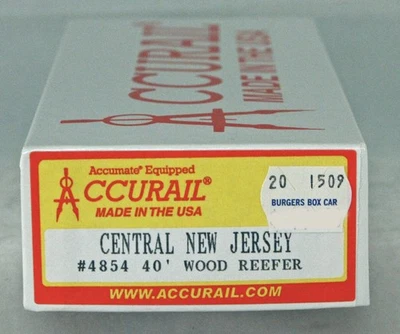 ACCURAIL®
MADE IN THE USA
Accumate® Equipped
ACCURAIL®
MADE IN THE USA
20 1509
BURGERS BOX CAR
CENTRAL NEW JERSEY
#4854 40' WOOD REEFER
WWW.ACCURAIL.COM